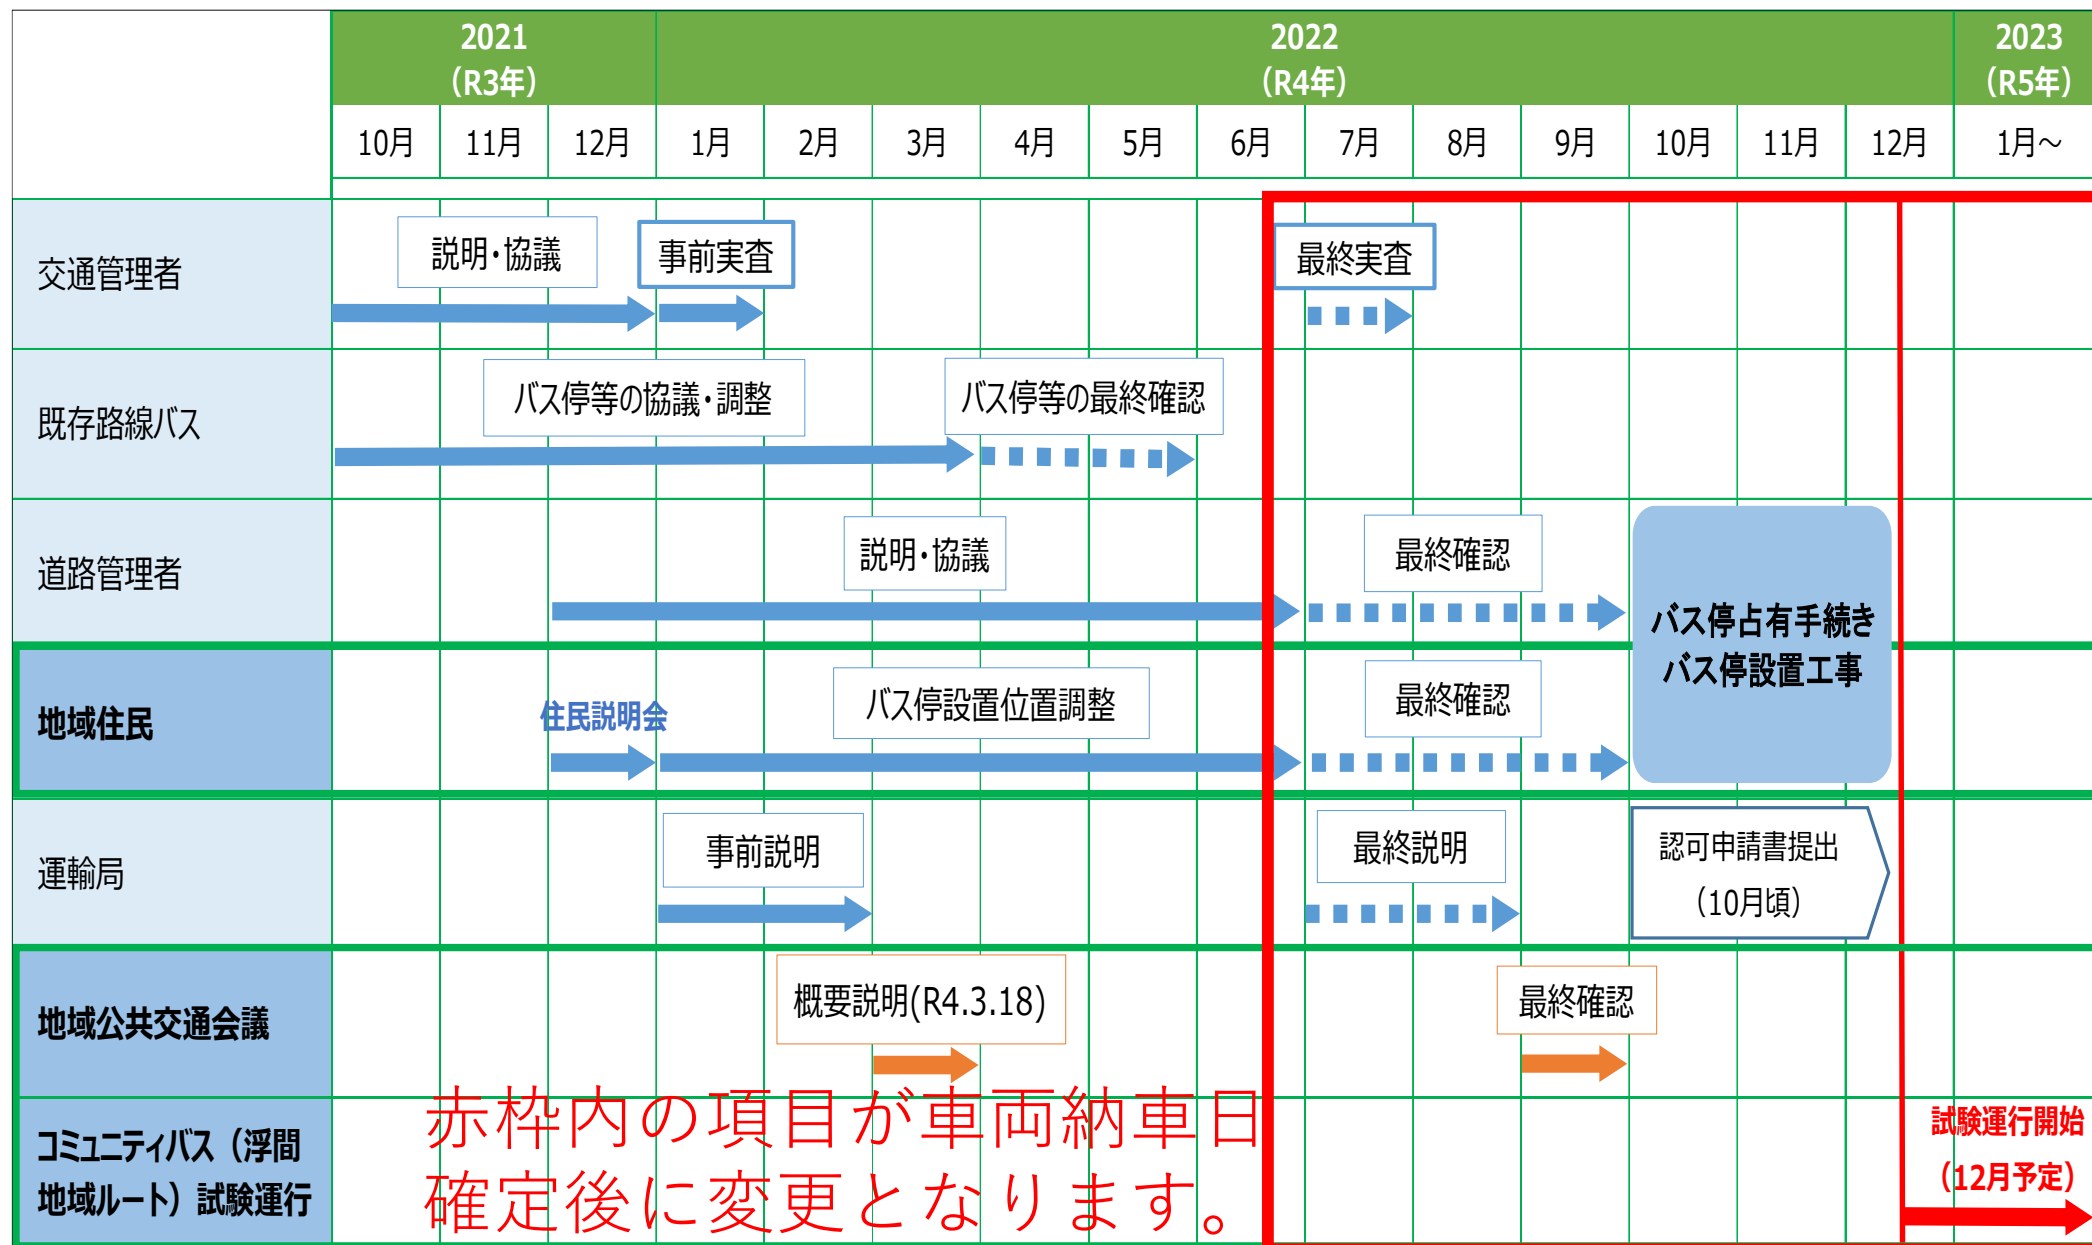 2021
(R3年)
2022
(R4年)
2023
(R5年)
10月
11月
12月
1月
2月
3月
4月
5月
6月
7月
8月
9月
10月
11月
12月
1月～
交通管理者
説明・協議
事前実査
最終実査
既存路線バス
バス停等の協議・調整
バス停等の最終確認
道路管理者
説明・協議
最終確認
バス停占有手続き
バス停設置工事
地域住民
住民説明会
バス停設置位置調整
最終確認
運輸局
事前説明
最終説明
認可申請書提出
（10月頃）
地域公共交通会議
概要説明(R4.3.18)
最終確認
コミュニティバス（浮間
地域ルート）試験運行
赤枠内の項目が車両納車日
確定後に変更となります。
試験運行開始
（12月予定）